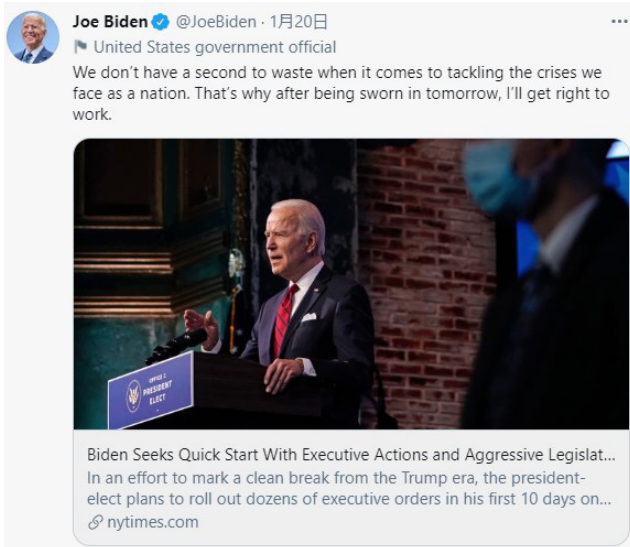 Joe Biden @JoeBiden · 1月20日
United States government official
We don't have a second to waste when it comes to tackling the crises we
face as a nation. That's why after being sworn in tomorrow, I'll get right to
work.
OFFICE OF THE
PRESIDENT
ELECT
Biden Seeks Quick Start With Executive Actions and Aggressive Legislat...
In an effort to mark a clean break from the Trump era, the president-
elect plans to roll out dozens of executive orders in his first 10 days on...
nytimes.com